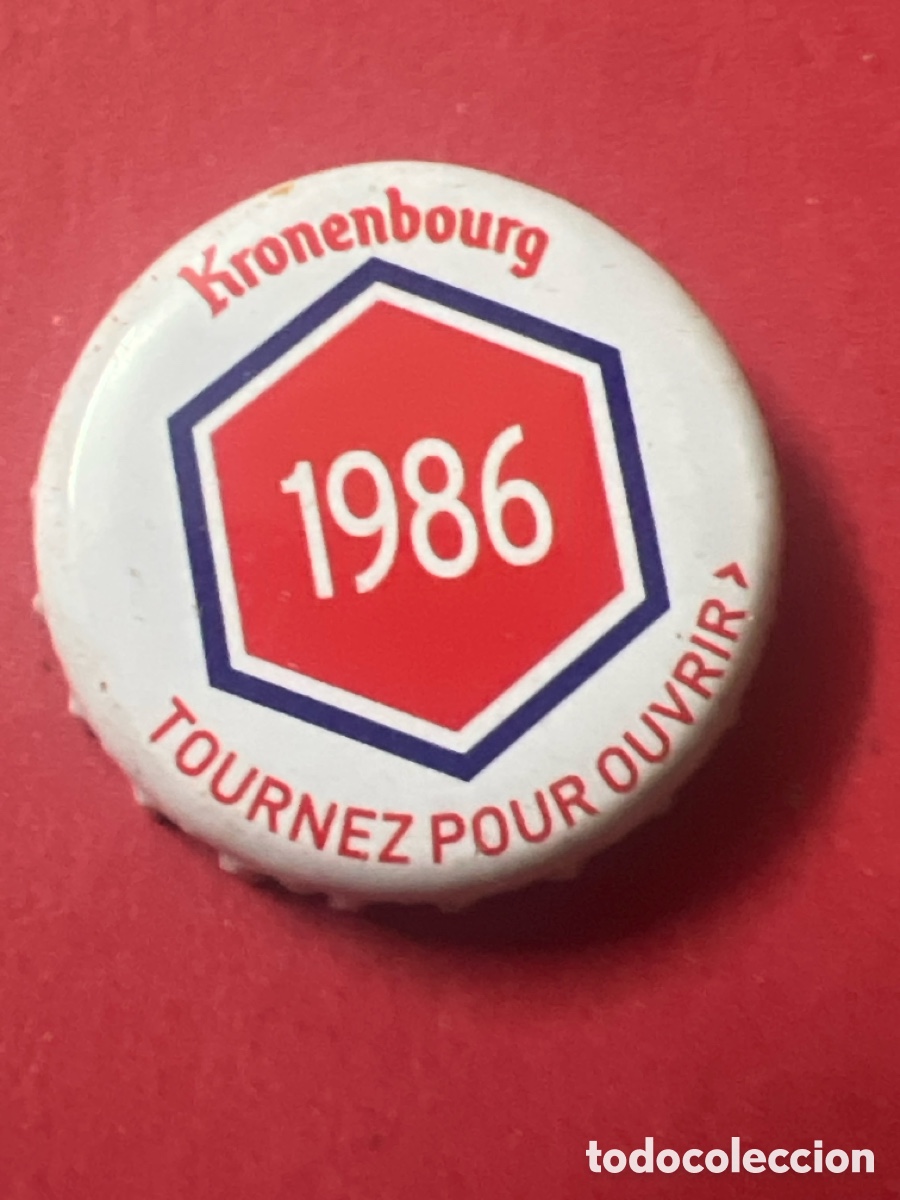 Kronenbourg
1986
TOURNEZ POUR OUVRIR >
todocoleccion